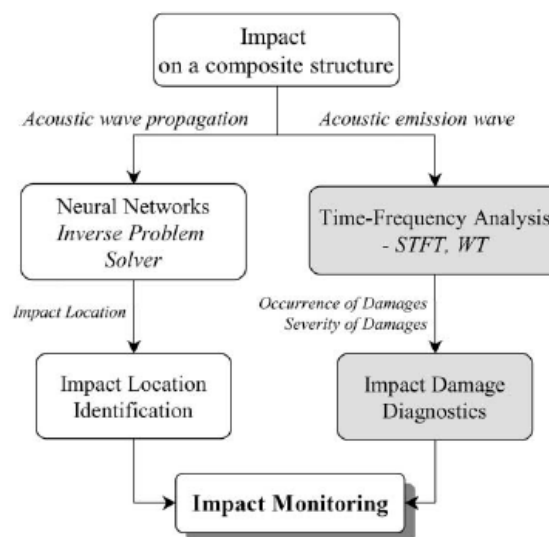 Impact
on a composite structure
Acoustic wave propagation
Acoustic emission wave
Neural Networks
Inverse Problem
Solver
Time-Frequency Analysis
- STFT, WT
Impact Location
Occurrence of Damages
Severity of Damages
Impact Location
Identification
Impact Damage
Diagnostics
Impact Monitoring